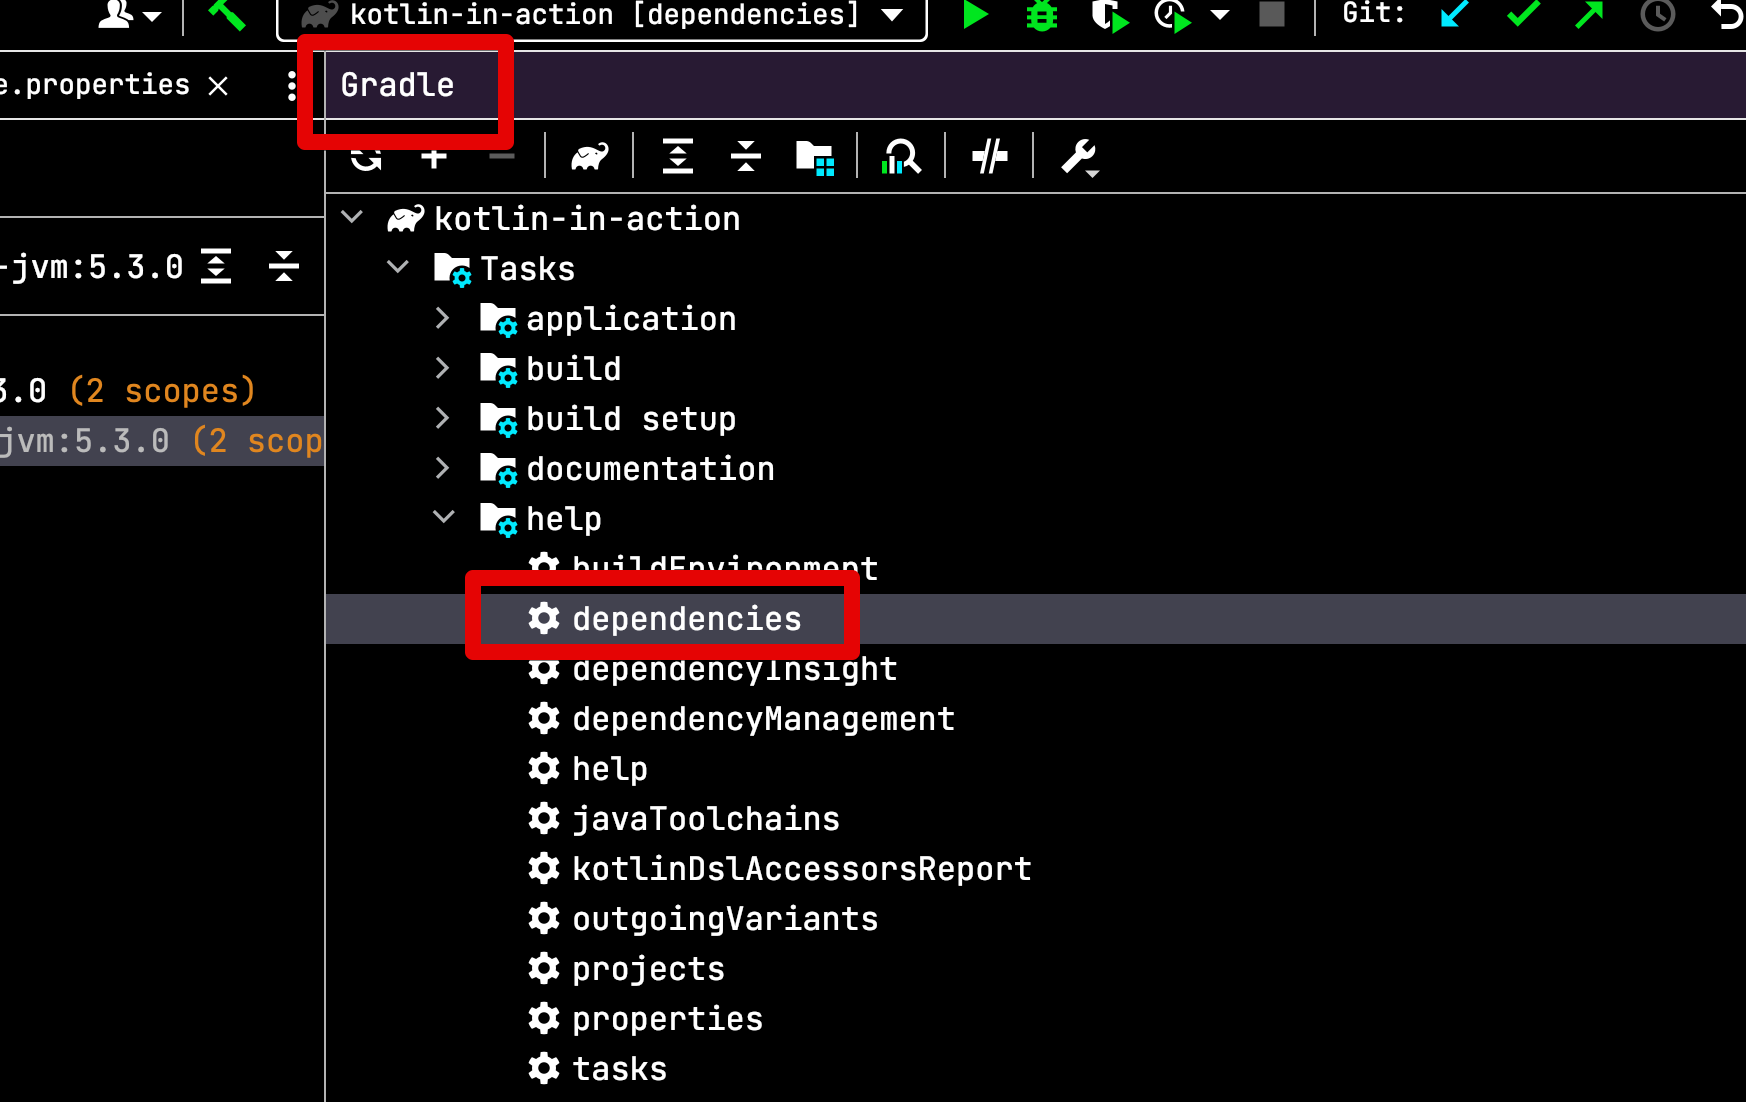 kotlin-in-action [dependencies]
Git:
e.properties
Gradle
-jvm:5.3.0
3.0 (2 scopes)
jvm:5.3.0 (2 scop
kotlin-in-action
Tasks
application
build
build setup
documentation
help
buildEnvironment
dependencies
dependencyInsight
dependencyManagement
help
javaToolchains
kotlinDslAccessorsReport
outgoingVariants
projects
properties
tasks